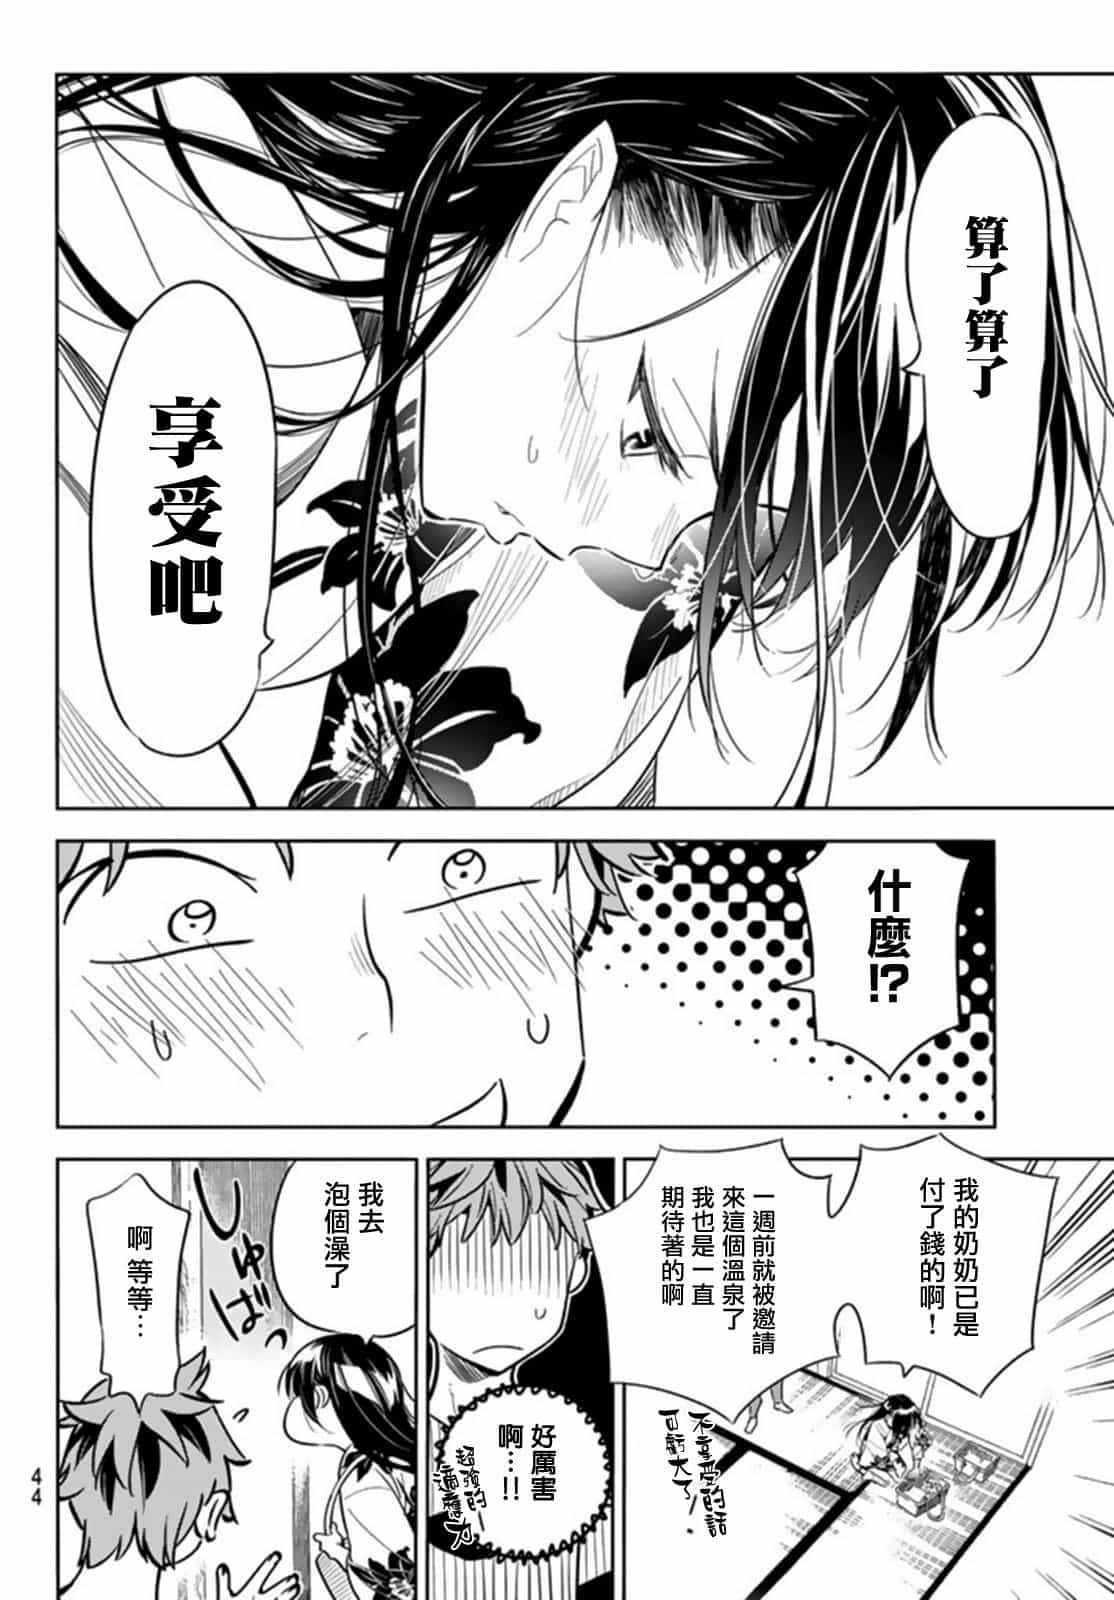 算了算了
享受吧
什麼!?
我的奶奶已是
付了錢的啊！
一週前就被邀請
來這個溫泉了
我也是一直
期待著的啊
不享受的話
可虧大了！
好厲害
啊…!!
超強的
適應力
我去
泡個澡了
しゅばっ
啊 等等…
44